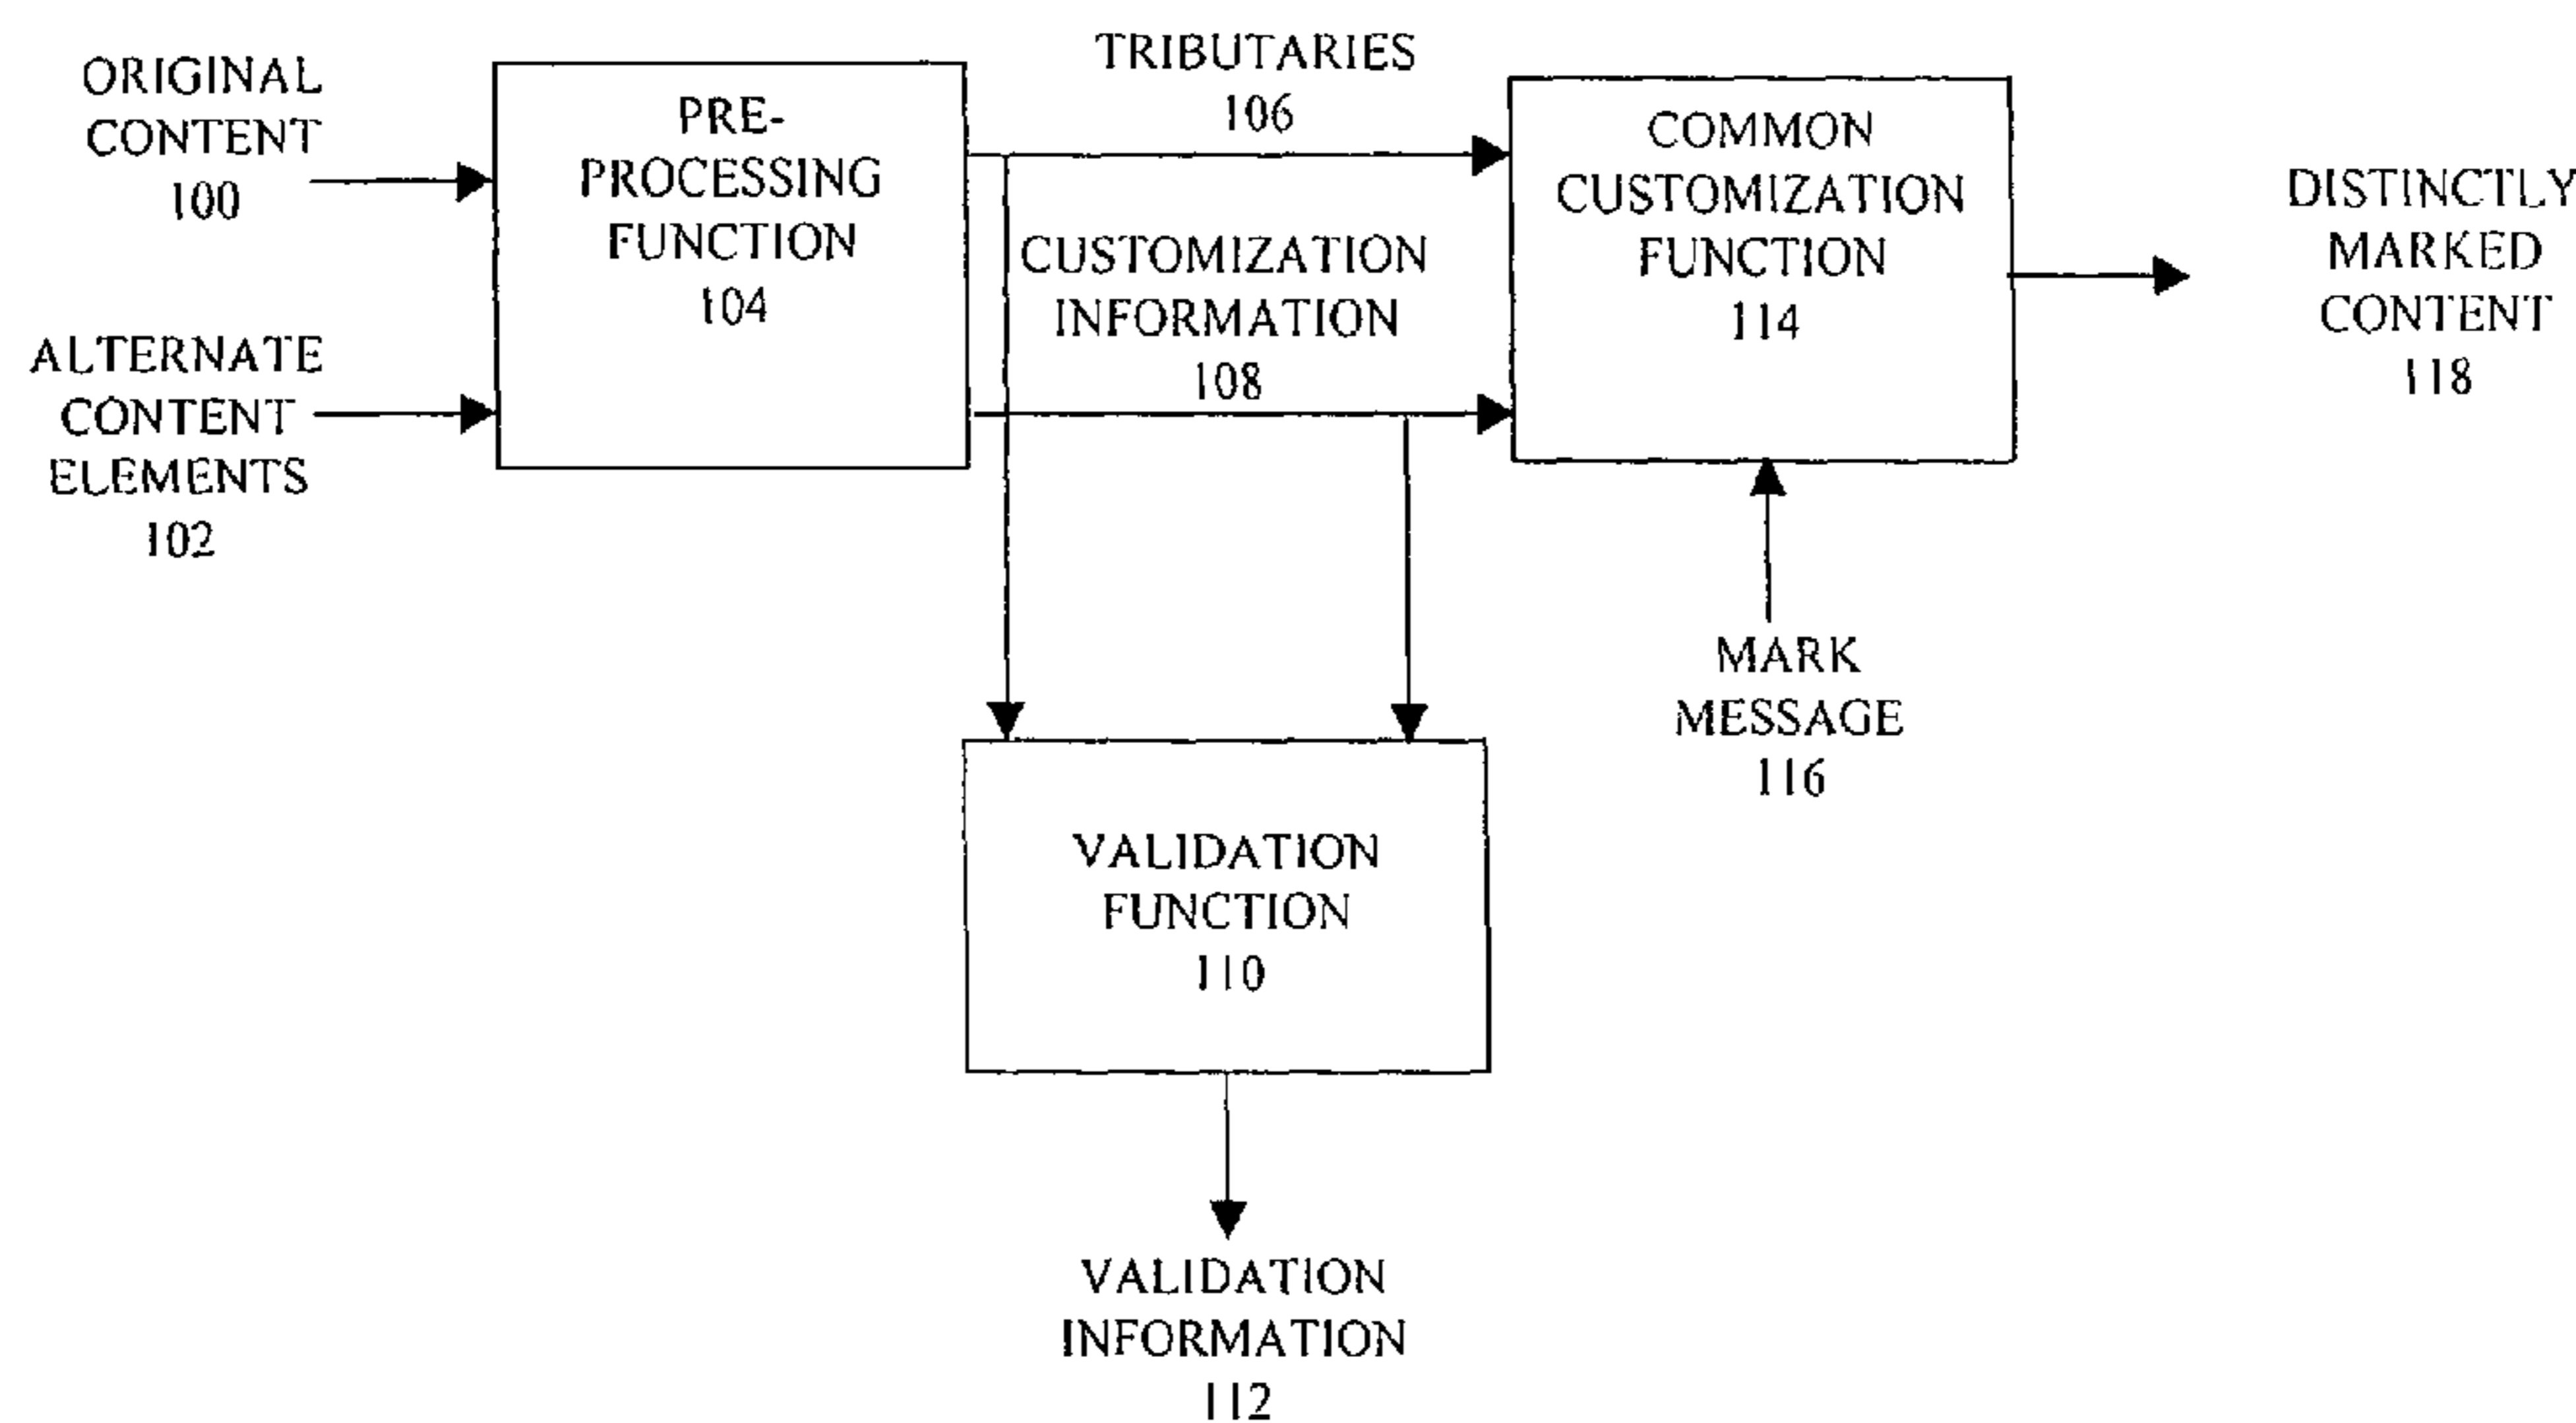 ORIGINAL
CONTENT
100
ALTERNATE
CONTENT
ELEMENTS
102
PRE-
PROCESSING
FUNCTION
104
TRIBUTARIES
106
CUSTOMIZATION
INFORMATION
108
COMMON
CUSTOMIZATION
FUNCTION
114
DISTINCTLY
MARKED
CONTENT
118
MARK
MESSAGE
116
VALIDATION
FUNCTION
110
VALIDATION
INFORMATION
112